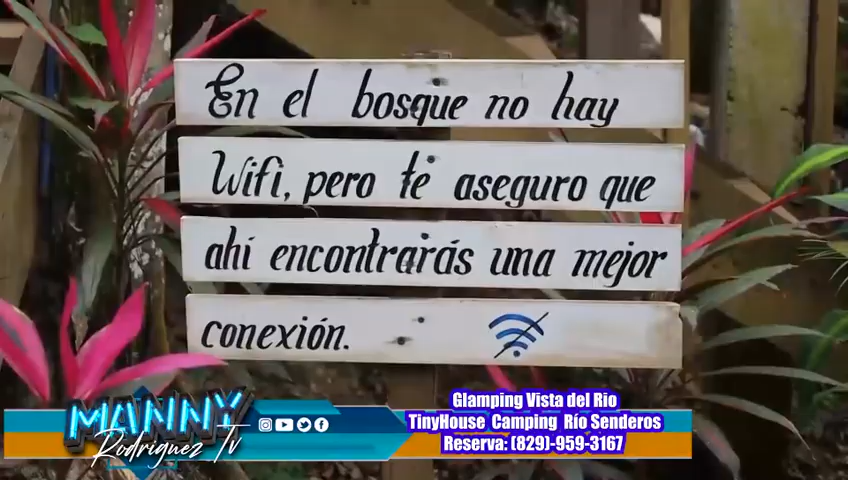 En el bosque no hay
Wifi, pero te aseguro que
ahí encontrarás una mejor
conexión.
MANNY
Rodriguez Tv
Glamping Vista del Rio
TinyHouse Camping Río Senderos
Reserva: (829)-959-3167